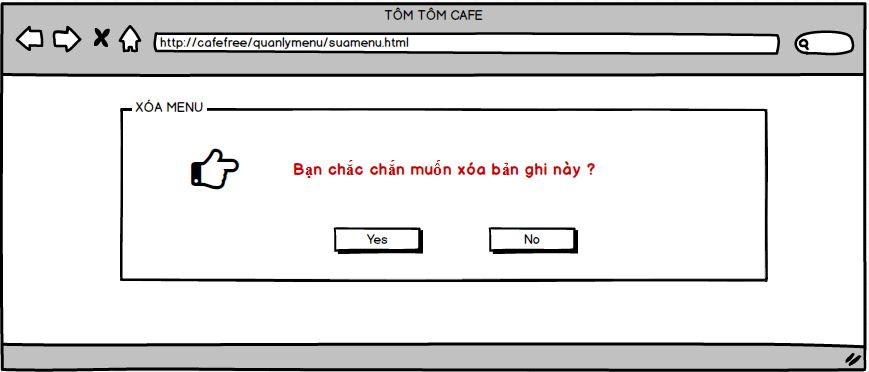 TÔM TÔM CAFE
http://cafefree/quanlymenu/suamenu.html
XÓA MENU
Bạn chắc chắn muốn xóa bản ghi này ?
Yes No